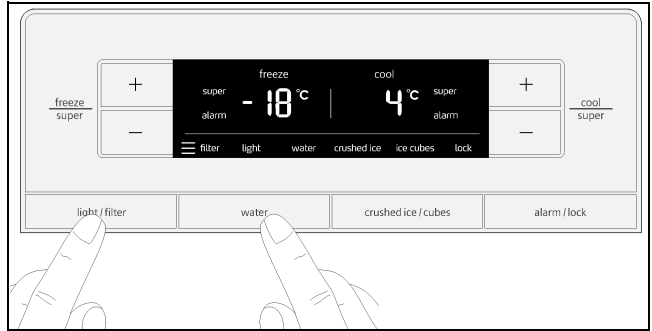 freeze cool
super - 18 °C 4 °C super
alarm alarm
filter light water crushed ice ice cubes lock
freeze
super
+
−
+
−
cool
super
light / filter water crushed ice / cubes alarm / lock